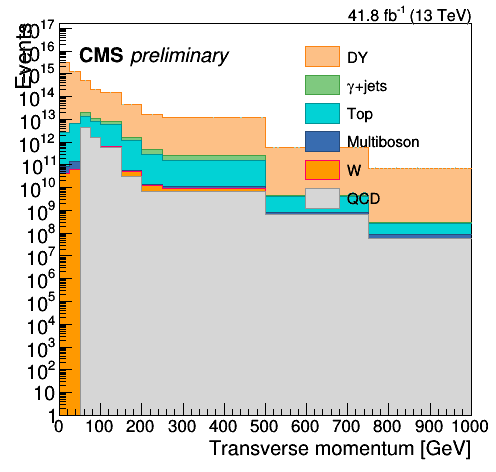 41.8 fb⁻¹ (13 TeV)
Events
CMS preliminary
DY
γ+jets
Top
Multiboson
W
QCD
10¹⁷
10¹⁶
10¹⁵
10¹⁴
10¹³
10¹²
10¹¹
10¹⁰
10⁹
10⁸
10⁷
10⁶
10⁵
10⁴
10³
10²
10
1
0 100 200 300 400 500 600 700 800 900 1000
Transverse momentum [GeV]